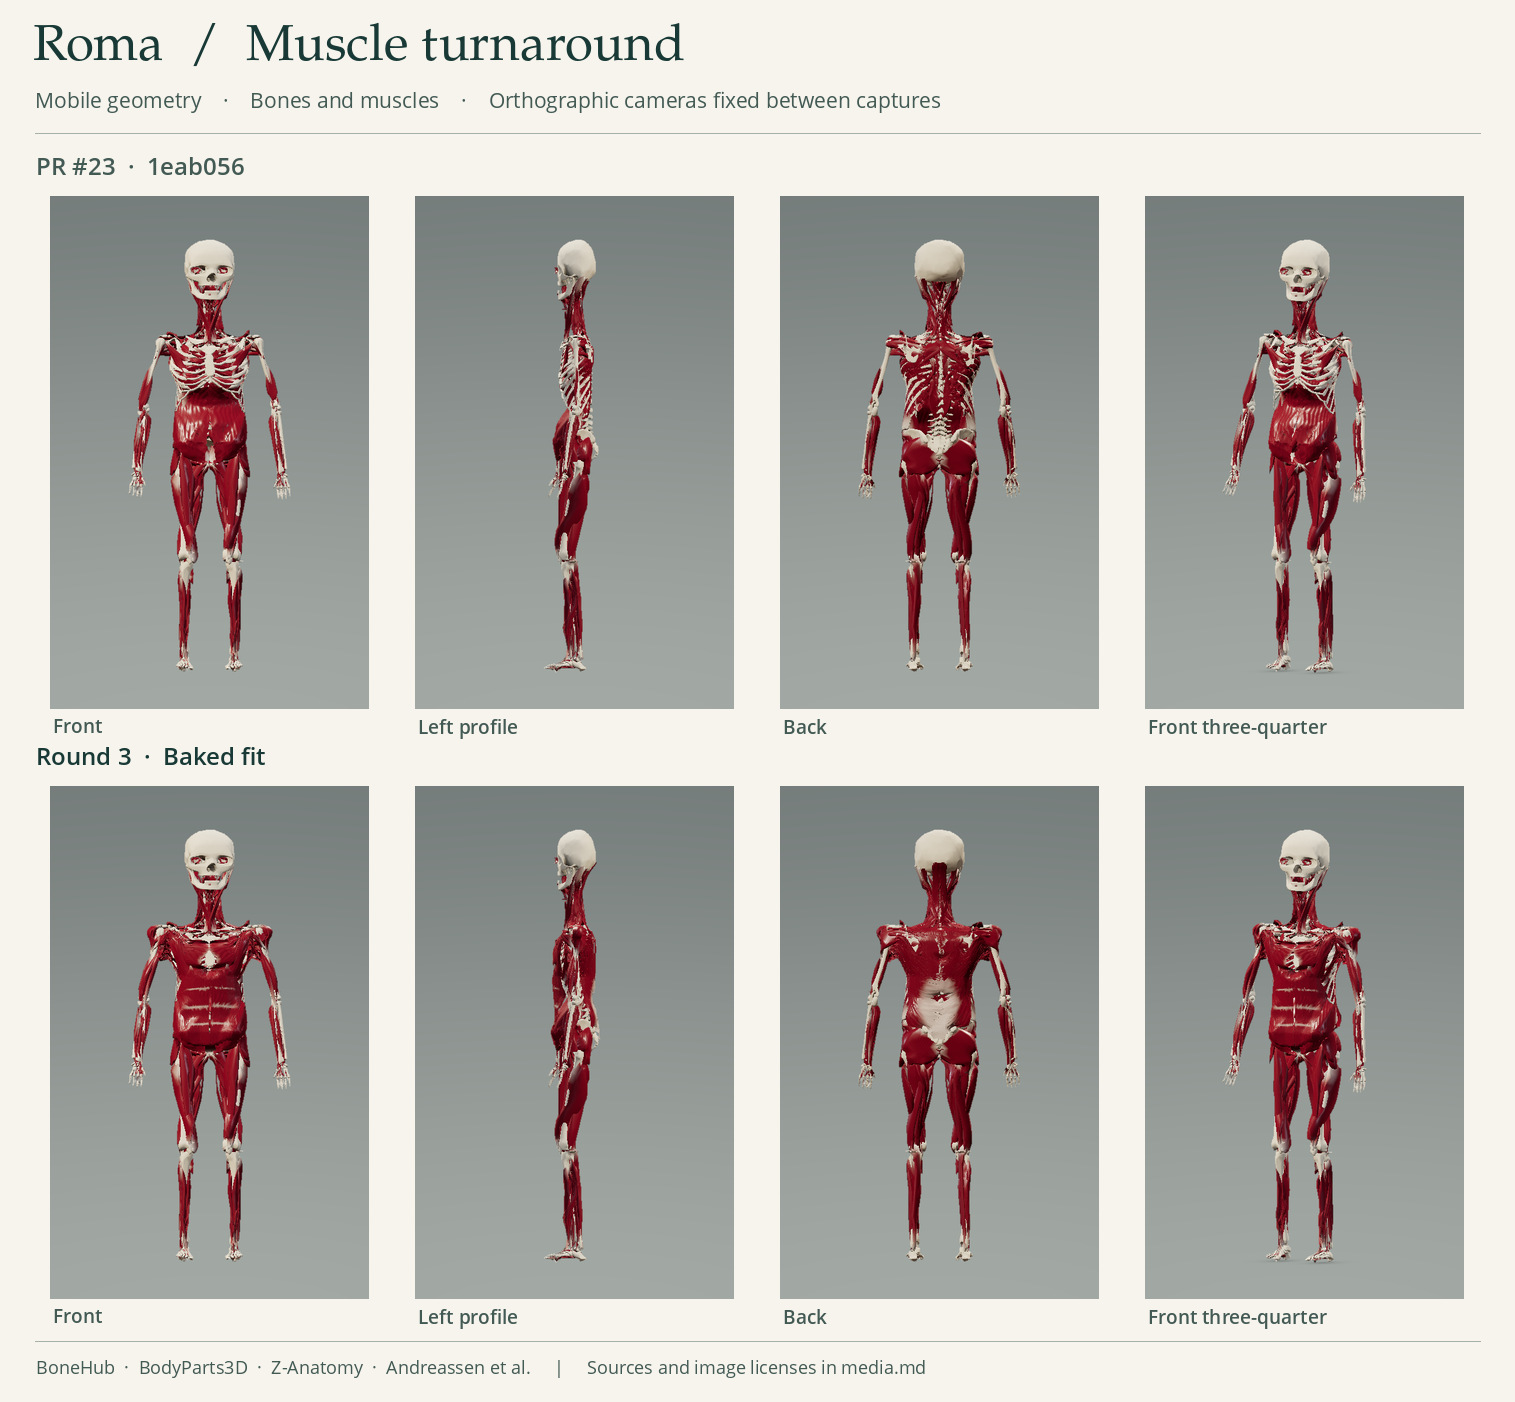 Roma / Muscle turnaround
Mobile geometry · Bones and muscles · Orthographic cameras fixed between captures
PR #23 · 1eab056
Front
Left profile
Back
Front three-quarter
Round 3 · Baked fit
Front
Left profile
Back
Front three-quarter
BoneHub · BodyParts3D · Z-Anatomy · Andreassen et al. | Sources and image licenses in media.md